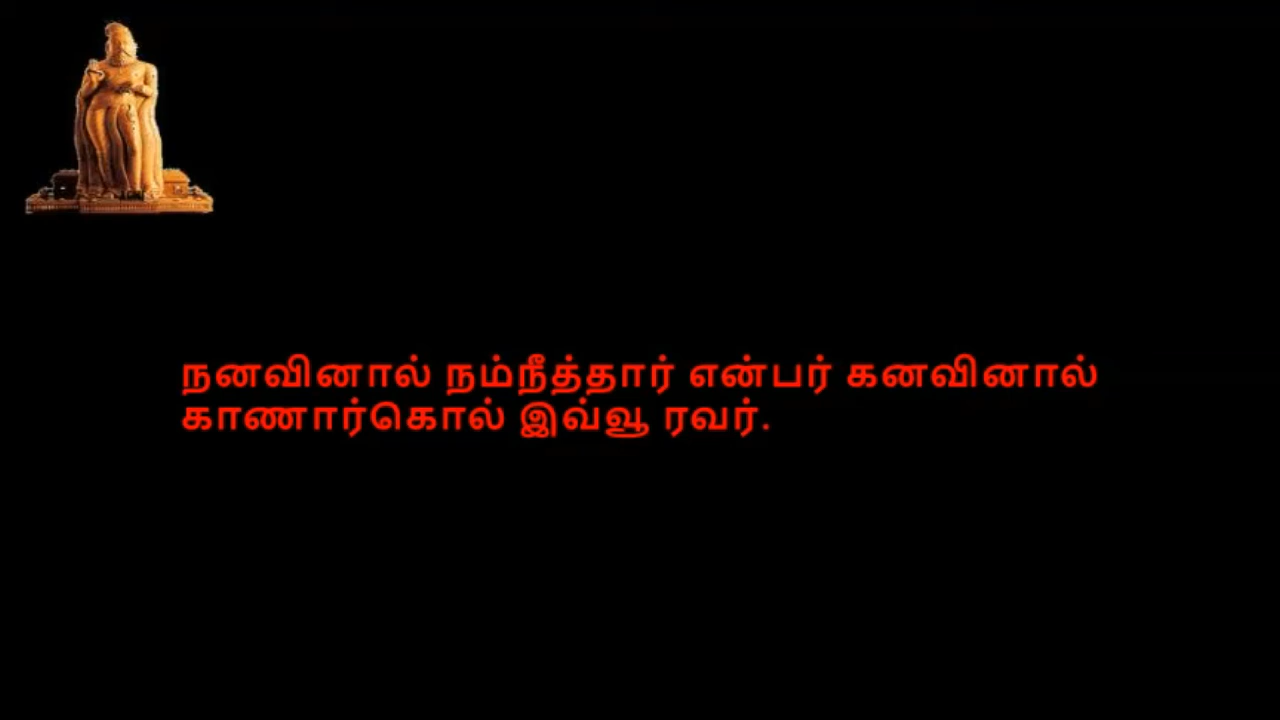 நனவினால் நம்நீத்தார் என்பர் கனவினால்
காணார்கொல் இவ்வூ ரவர்.